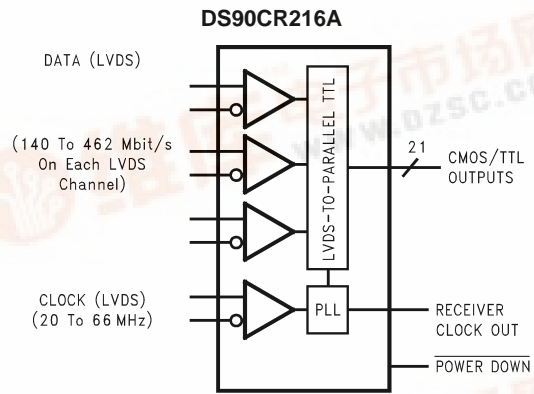 DS90CR216A
DATA (LVDS)
(140 To 462 Mbit/s
On Each LVDS
Channel)
LVDS-TO-PARALLEL TTL
21
CMOS/TTL
OUTPUTS
CLOCK (LVDS)
(20 To 66 MHz)
PLL
RECEIVER
CLOCK OUT
POWER DOWN